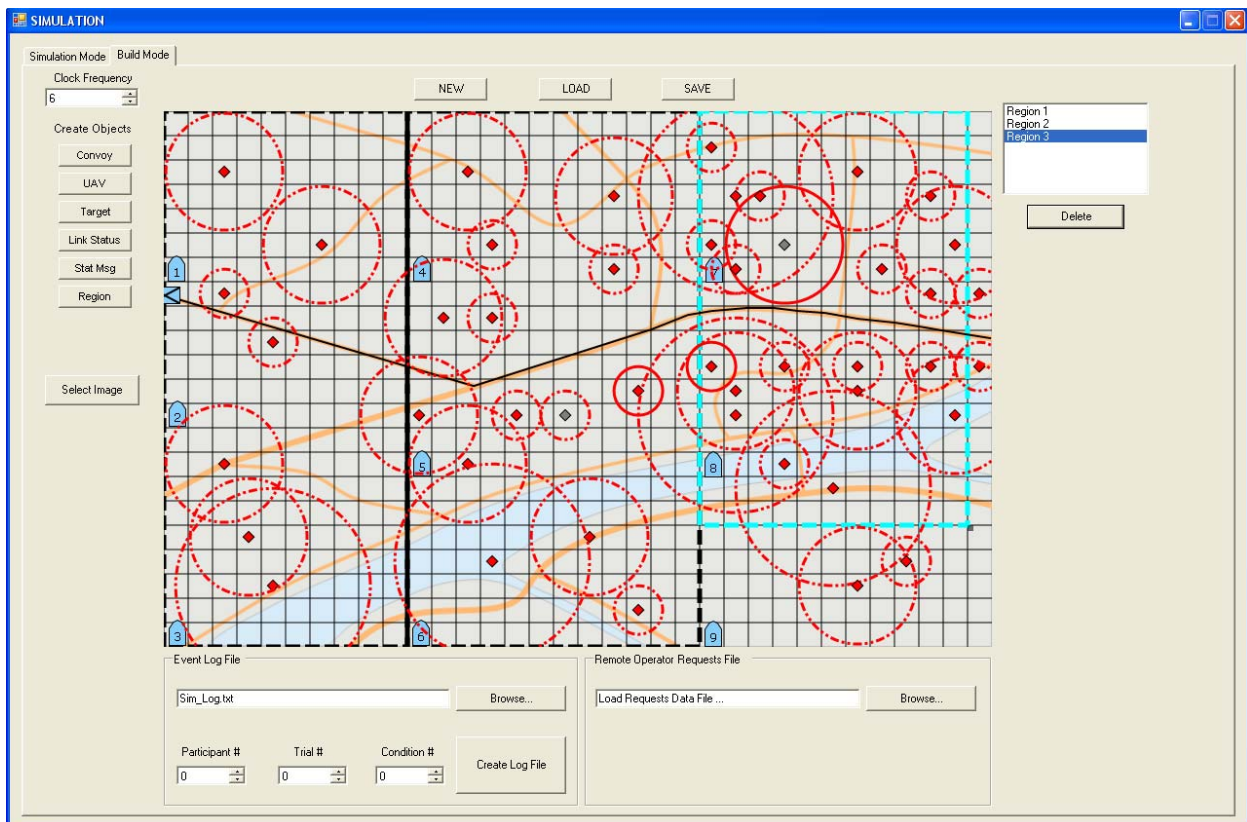 SIMULATION
Simulation Mode
Build Mode
Clock Frequency
6
NEW
LOAD
SAVE
Create Objects
Convoy
UAV
Target
Link Status
Stat Msg
Region
Select Image
Region 1
Region 2
Region 3
Delete
1
4
7
2
5
8
3
6
9
Event Log File
Sim_Log.txt
Browse...
Participant #
0
Trial #
0
Condition #
0
Create Log File
Remote Operator Requests File
Load Requests Data File ...
Browse...